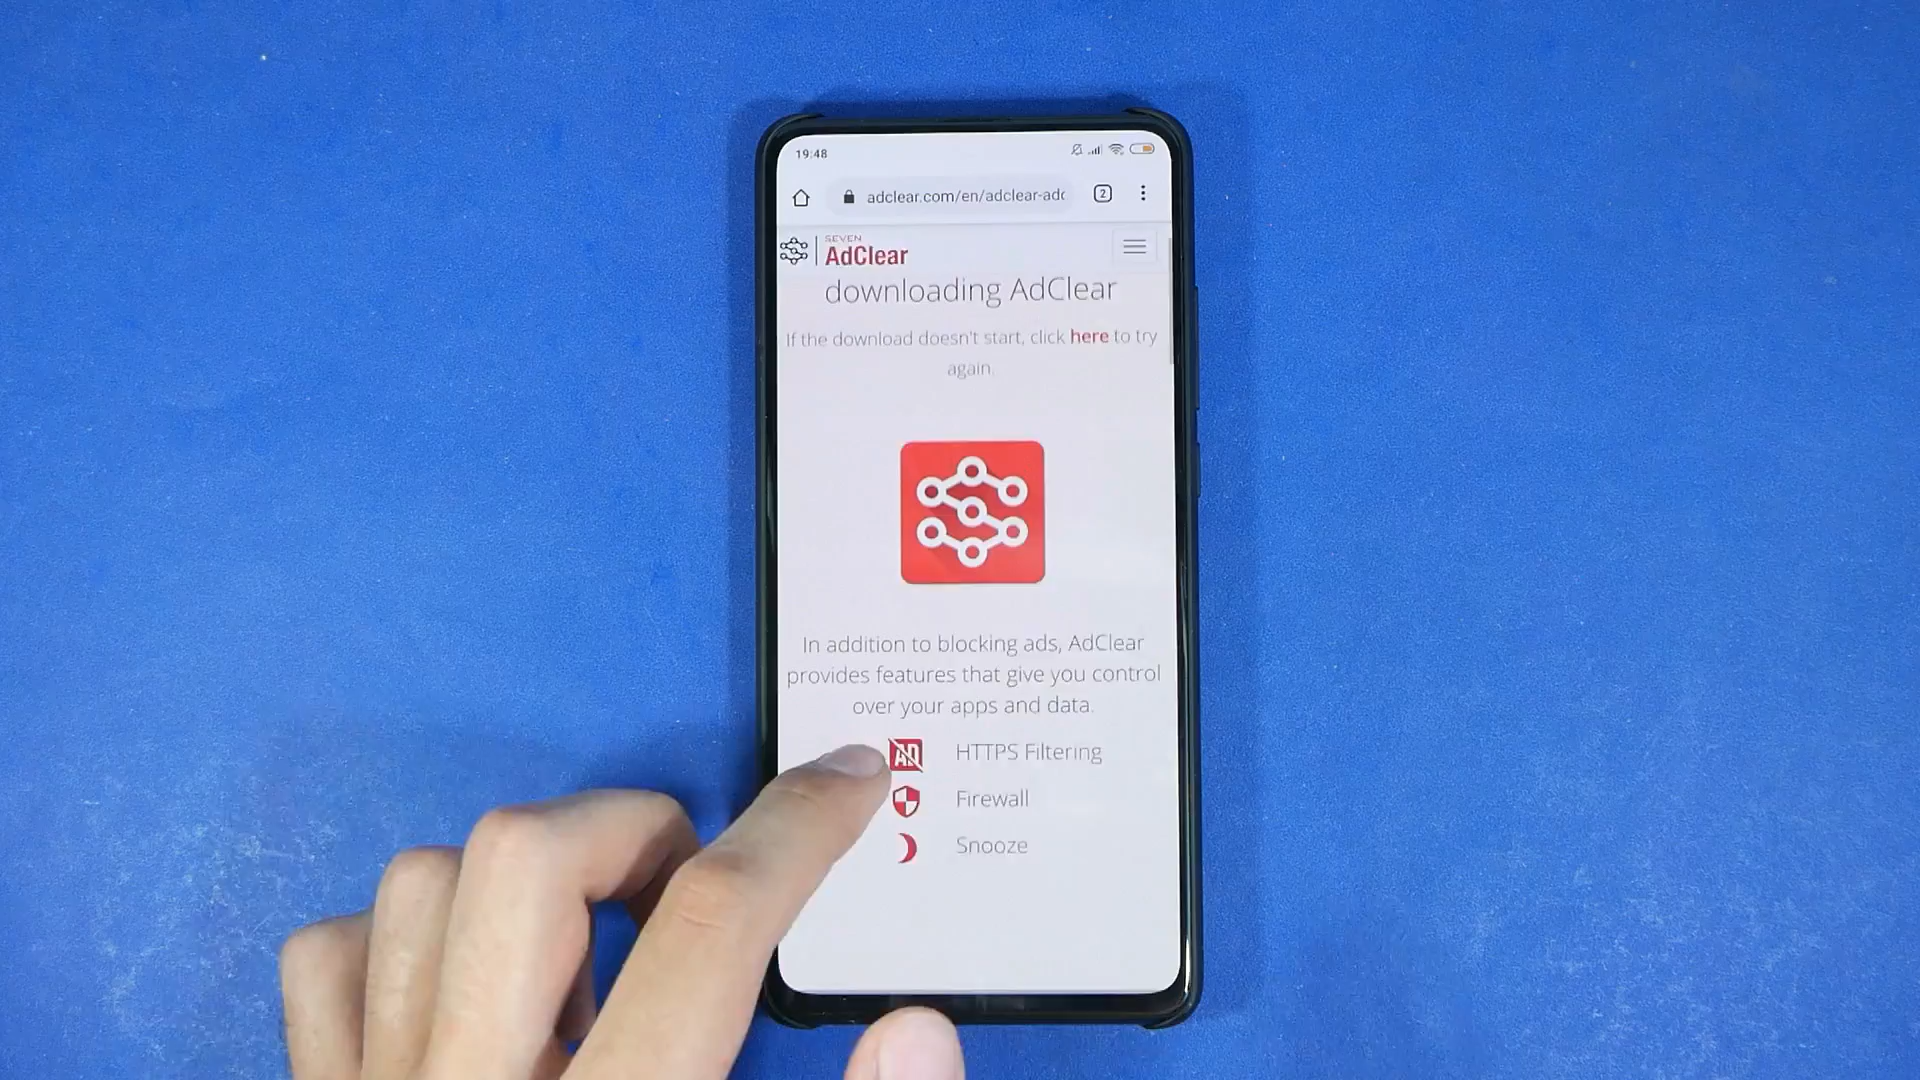 19:48
adclear.com/en/adclear-adc
2
SEVEN
AdClear
downloading AdClear
If the download doesn't start, click here to try
again.
In addition to blocking ads, AdClear
provides features that give you control
over your apps and data.
AD
HTTPS Filtering
Firewall
Snooze